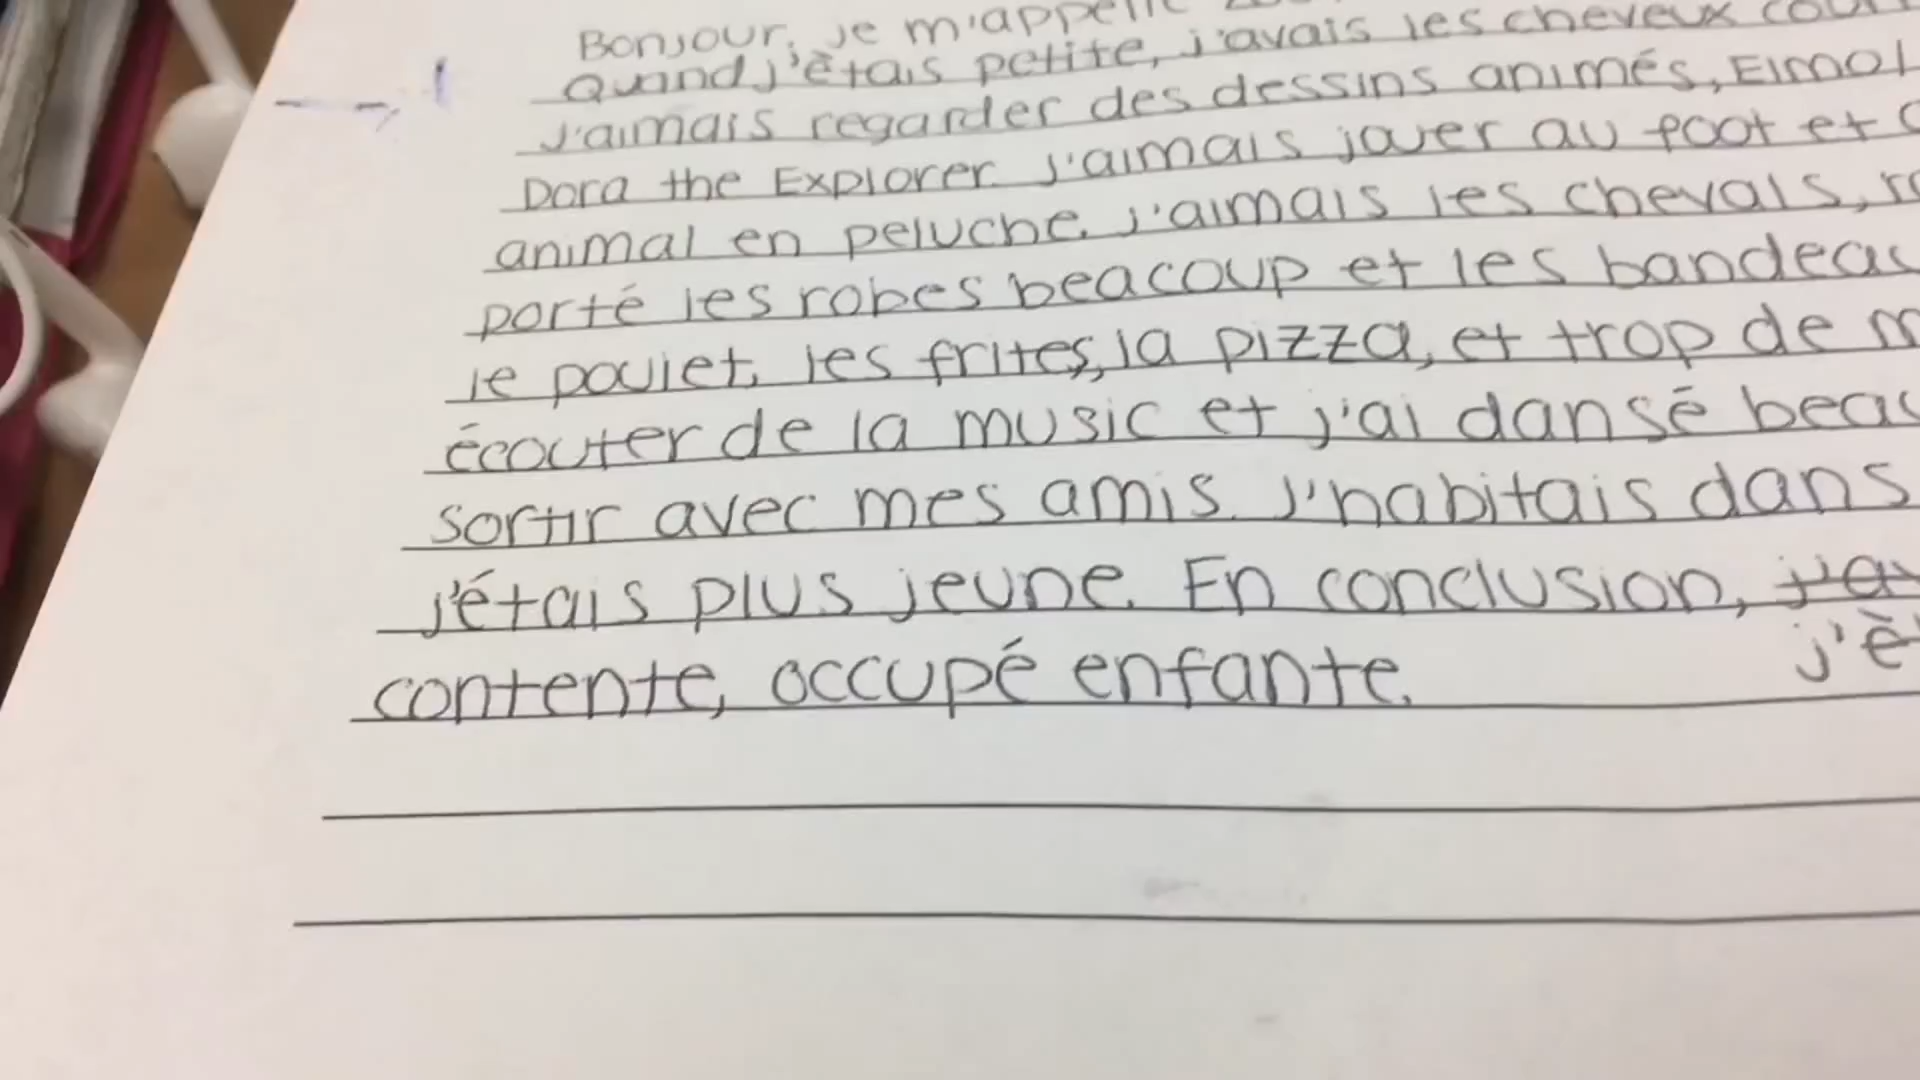 Bonjour, je m'appelle
Quand j'ètais petite, j'avais les cheveux
J'aimais regarder des dessins animés,
Dora the Explorer. J'aimais jouer au foot et
animal en peluche. j'aimais les chevals,
porté les robes beacoup et les
le poulet, les frites, la pizza, et trop de
écouter de la music et j'ai dansé
sortir avec mes amis. J'habitais dans
j'étais plus jeune. En conclusion,
contente, occupé enfante.